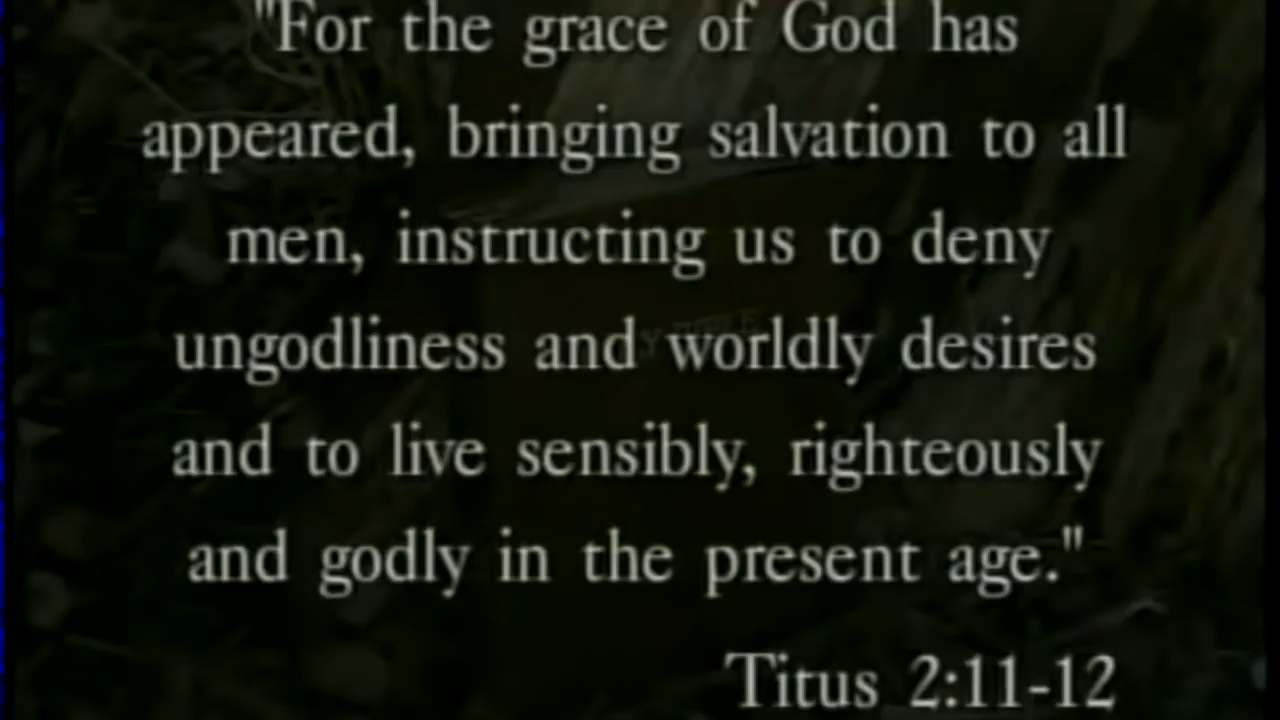 "For the grace of God has
appeared, bringing salvation to all
men, instructing us to deny
ungodliness and worldly desires
and to live sensibly, righteously
and godly in the present age."
Titus 2:11-12
BIBLE